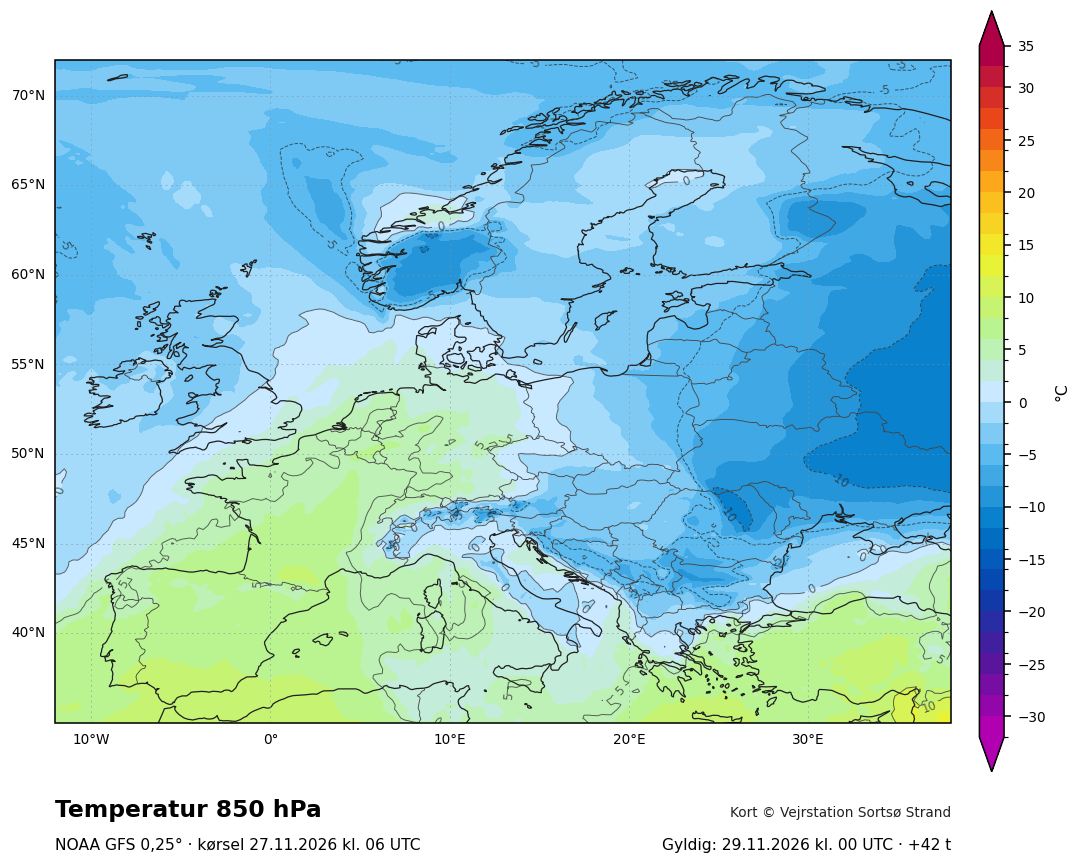 70°N
65°N
60°N
55°N
50°N
45°N
40°N
10°W 0° 10°E 20°E 30°E
35
30
25
20
15
10
5
0
−5
−10
−15
−20
−25
−30
°C
Temperatur 850 hPa
Kort © Vejrstation Sortsø Strand
NOAA GFS 0,25° · kørsel 27.11.2026 kl. 06 UTC
Gyldig: 29.11.2026 kl. 00 UTC · +42 t